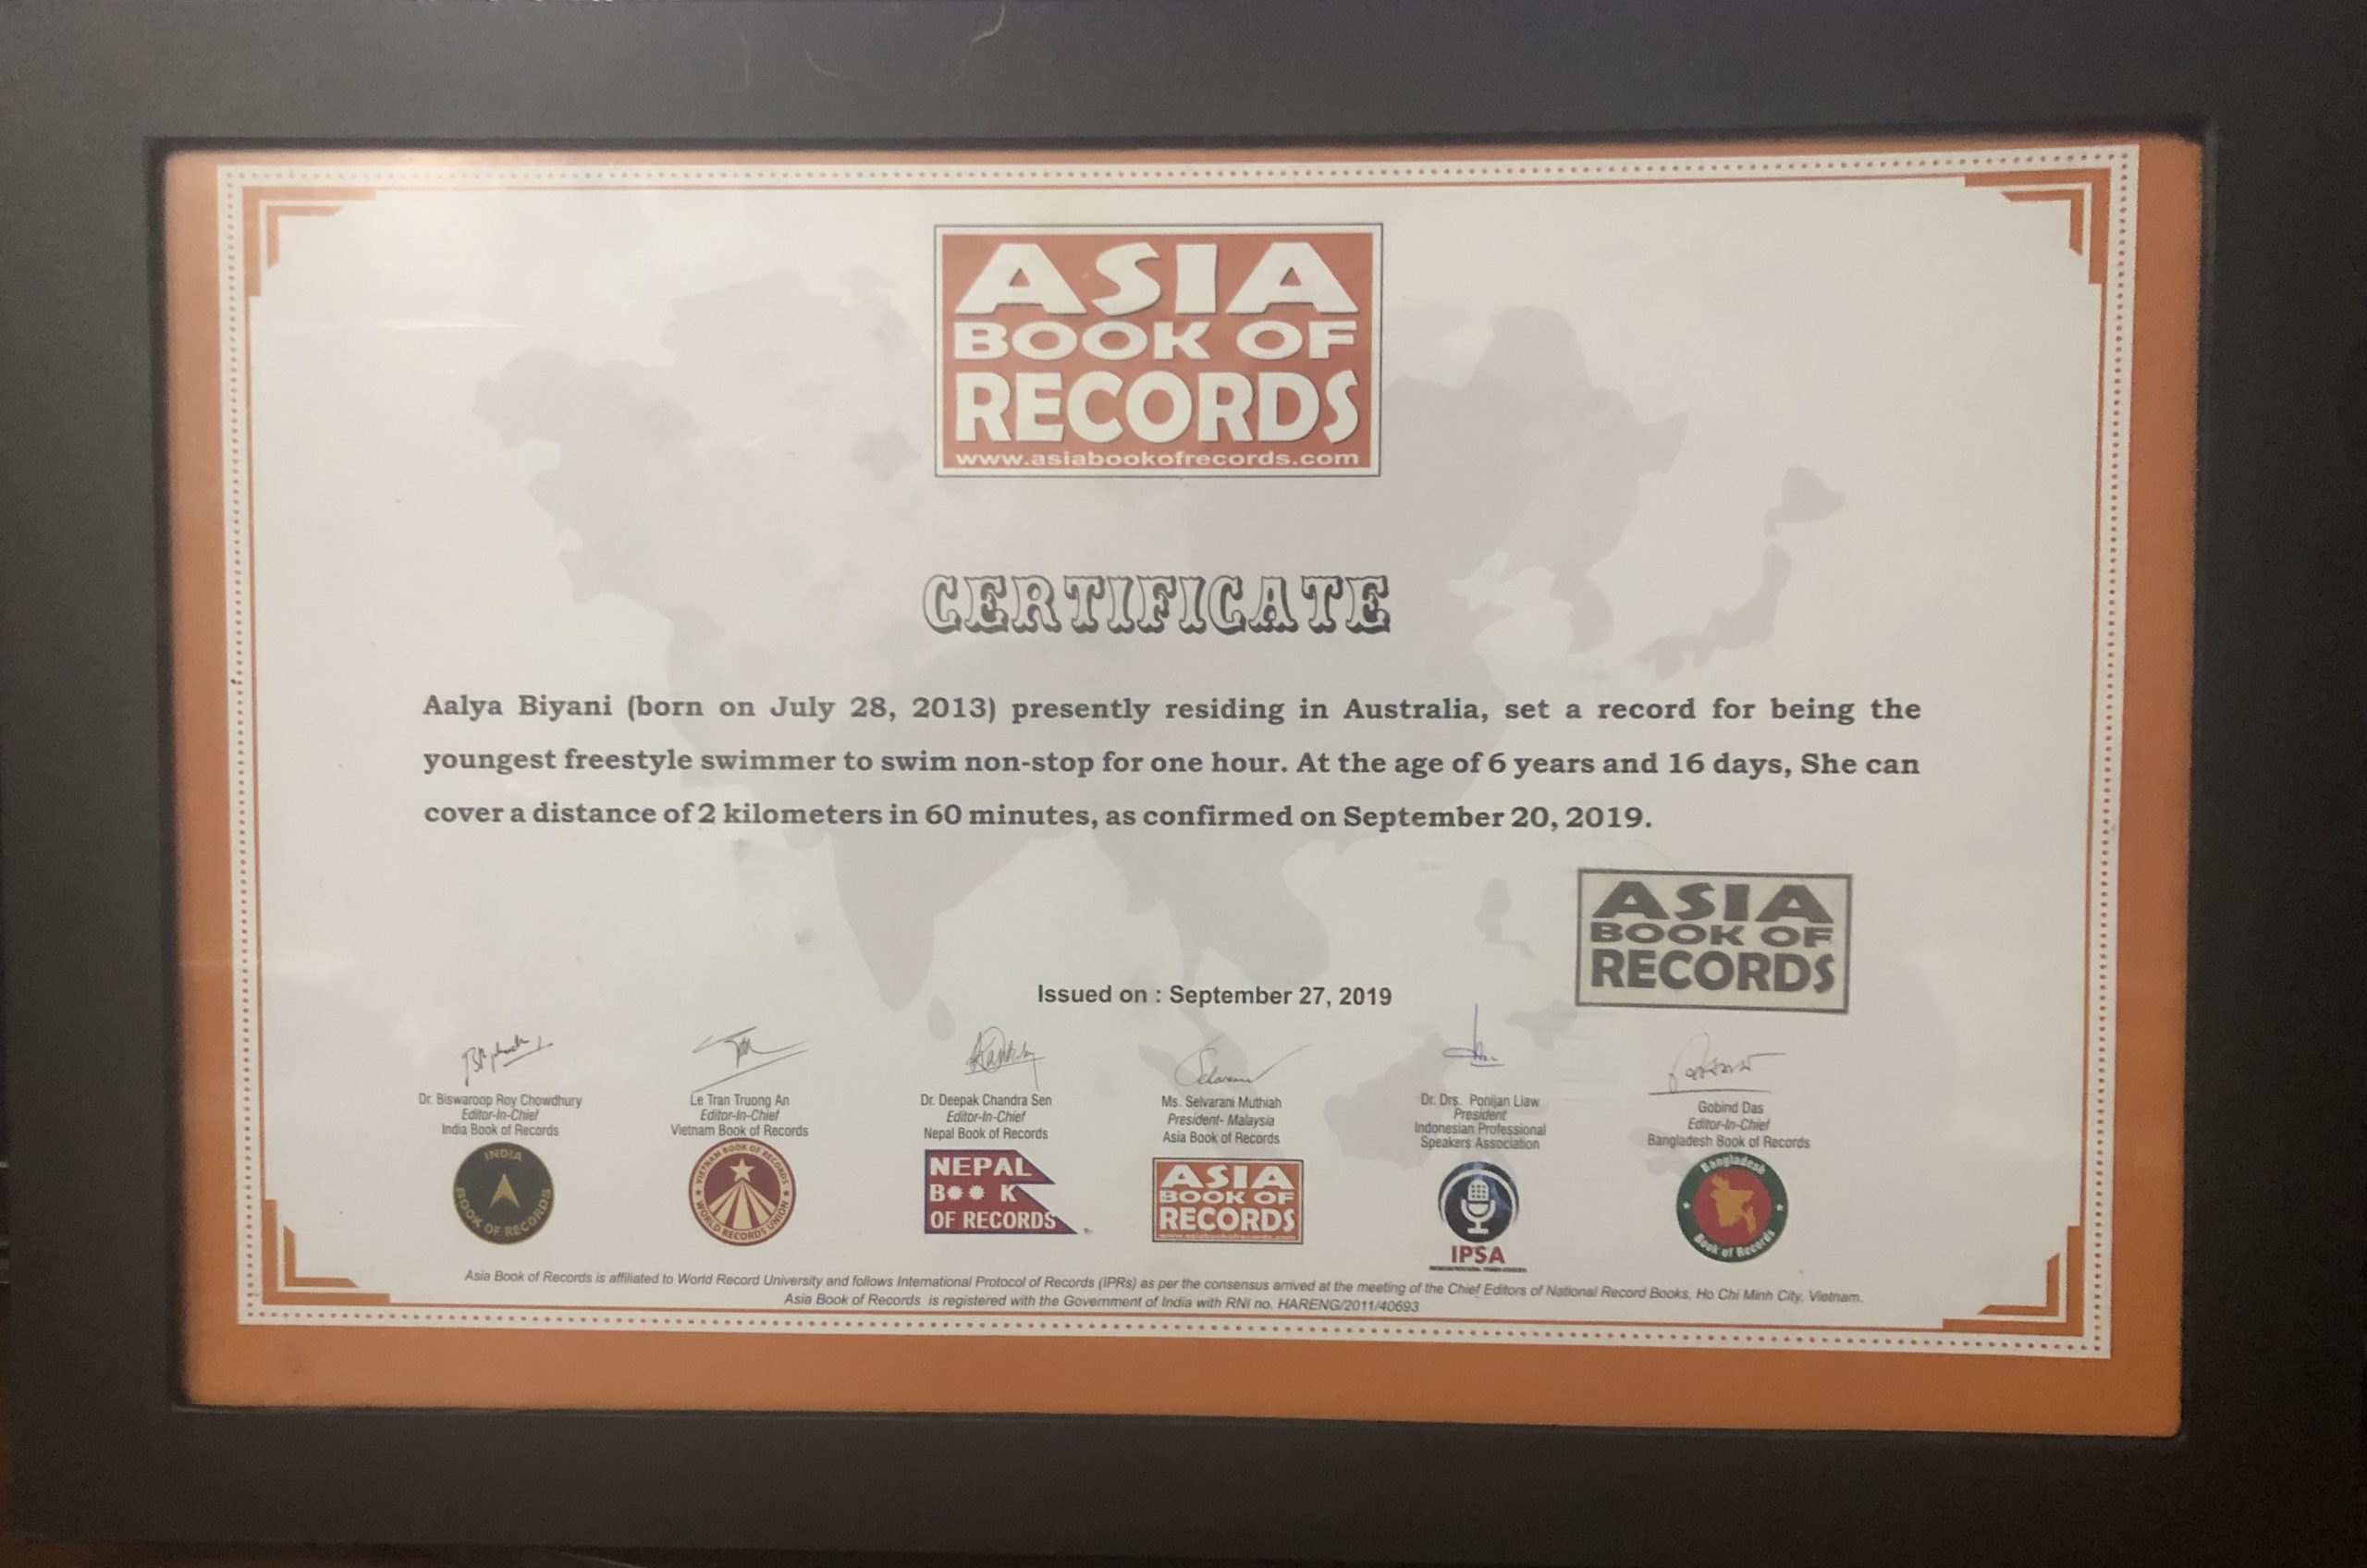 ASIA
BOOK OF
RECORDS
www.asiabookofrecords.com
CERTIFICATE
Aalya Biyani (born on July 28, 2013) presently residing in Australia, set a record for being the
youngest freestyle swimmer to swim non-stop for one hour. At the age of 6 years and 16 days, She can
cover a distance of 2 kilometers in 60 minutes, as confirmed on September 20, 2019.
ASIA
BOOK OF
RECORDS
Issued on : September 27, 2019
Dr. Biswaroop Roy Chowdhury
Editor-In-Chief
India Book of Records
INDIA
BOOK OF RECORDS
Le Tran Truong An
Editor-In-Chief
Vietnam Book of Records
VIETNAM BOOK OF RECORDS
WORLD RECORDS UNION
Dr. Deepak Chandra Sen
Editor-In-Chief
Nepal Book of Records
NEPAL
BOOK
OF RECORDS
Ms. Selvarani Muthiah
President- Malaysia
Asia Book of Records
ASIA
BOOK OF
RECORDS
www.asiabookofrecords.com
Dr. Drs. Ponijan Liaw
President
Indonesian Professional
Speakers Association
IPSA
Gobind Das
Editor-In-Chief
Bangladesh Book of Records
Bangladesh
Book of Records
Asia Book of Records is affiliated to World Record University and follows International Protocol of Records (IPRs) as per the consensus arrived at the meeting of the Chief Editors of National Record Books, Ho Chi Minh City, Vietnam.
Asia Book of Records is registered with the Government of India with RNI no. HARENG/2011/40693